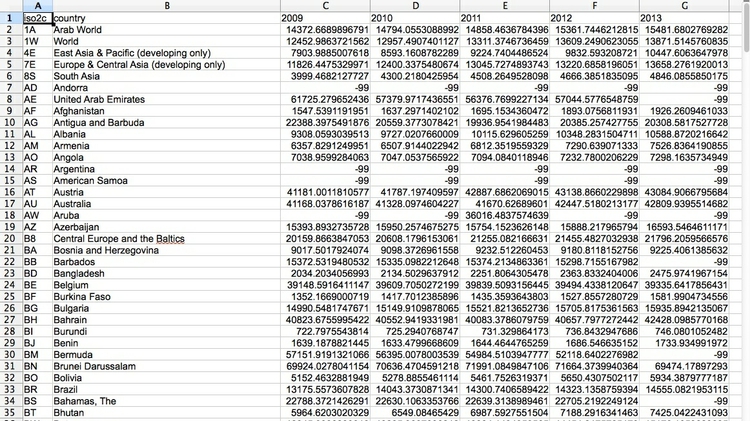 A B C D E F G
1 iso2c country 2009 2010 2011 2012 2013
2 1A Arab World 14372.6689896791 14794.0553088992 14858.4636784396 15361.7446212815 15481.6802769282
3 1W World 12452.9863721562 12957.4907401127 13311.3746736459 13609.2490623055 13871.5145760835
4 4E East Asia & Pacific (developing only) 7903.98850076​18 8593.1608782289 9224.7404486524 9832.5932087​21 10447.6063647978
5 7E Europe & Central Asia (developing only) 11826.4475329971 12400.3375480674 13045.7274893743 13220.6858196051 13658.2761920013
6 8S South Asia 3999.4682127727 4300.2180425954 4508.2649528098 4666.3851835095 4846.0855850175
7 AD Andorra -99 -99 -99 -99 -99
8 AE United Arab Emirates 61725.279652436 57379.9717436551 56376.7699227134 57044.5776548759 -99
9 AF Afghanistan 1547.5391191951 1637.2971402102 1695.1534360472 1893.0756811931 1926.2609461033
10 AG Antigua and Barbuda 22388.3975491876 20559.3773078421 19936.9541984483 20385.257427755 20308.5817527728
11 AL Albania 9308.0593039513 9727.0207660009 10115.629605259 10348.2831504711 10588.8720216642
12 AM Armenia 6357.8291249951 6507.9144022942 6812.3519559329 7290.639071333 7526.8364190855
13 AO Angola 7038.9599284063 7047.0537565922 7094.0840118946 7232.7800206229 7298.1635734949
14 AR Argentina -99 -99 -99 -99 -99
15 AS American Samoa -99 -99 -99 -99 -99
16 AT Austria 41181.0011810577 41787.197409597 42887.6862069015 43138.8660229898 43084.9066795684
17 AU Australia 41168.0378616187 41328.0974604227 41670.62689601 42447.5180213177 42809.9395514682
18 AW Aruba -99 -99 36016.4837574639 -99 -99
19 AZ Azerbaijan 15393.8932735728 15950.2574675275 15754.1523626148 15888.217965794 16593.5464611171
20 B8 Central Europe and the Baltics 20159.8663847053 20608.1796153061 21255.082166631 21455.4827032938 21796.2059566576
21 BA Bosnia and Herzegovina 9017.5017924074 9098.3726961558 9232.512260453 9180.8118152756 9225.4061385632
22 BB Barbados 15372.5319480532 15335.0982212648 15374.2134863361 15298.7155167982 -99
23 BD Bangladesh 2034.2034056993 2134.5029637912 2251.8064305478 2363.8332404006 2475.9741967154
24 BE Belgium 39148.5916411147 39609.7050272199 39839.5093156445 39494.4338120647 39335.6417856431
25 BF Burkina Faso 1352.1669000719 1417.7012385896 1435.3593643803 1527.8557280729 1581.9904734556
26 BG Bulgaria 14990.5481747671 15149.9109878065 15521.8213652736 15705.8175361563 15935.8942135067
27 BH Bahrain 40823.6755995422 40552.9419331981 40083.3786079759 40657.7977272442 42428.0985770168
28 BI Burundi 722.7975543814 725.2940768747 731.329864173 736.8432947686 746.0801052482
29 BJ Benin 1639.1878821445 1633.4799668609 1644.4644765259 1686.546635152 1733.934991972
30 BM Bermuda 57151.9191321066 56395.0078003539 54984.5103947777 52118.6402276982 -99
31 BN Brunei Darussalam 69924.0278041154 70636.4704591218 71991.0849847106 71664.3739940364 69474.17897293
32 BO Bolivia 5152.4632881949 5278.8855461114 5461.7526319371 5650.4307502117 5934.3879777187
33 BR Brazil 13175.5573607828 14043.3730871341 14300.7406589422 14323.1358759394 14555.0821953115
34 BS Bahamas, The 22788.3721426291 22630.1063353766 22639.3138989461 22705.2192249124 -99
35 BT Bhutan 5964.6203020329 6549.08465429 6987.5927551504 7188.2916341463 7425.0422431093